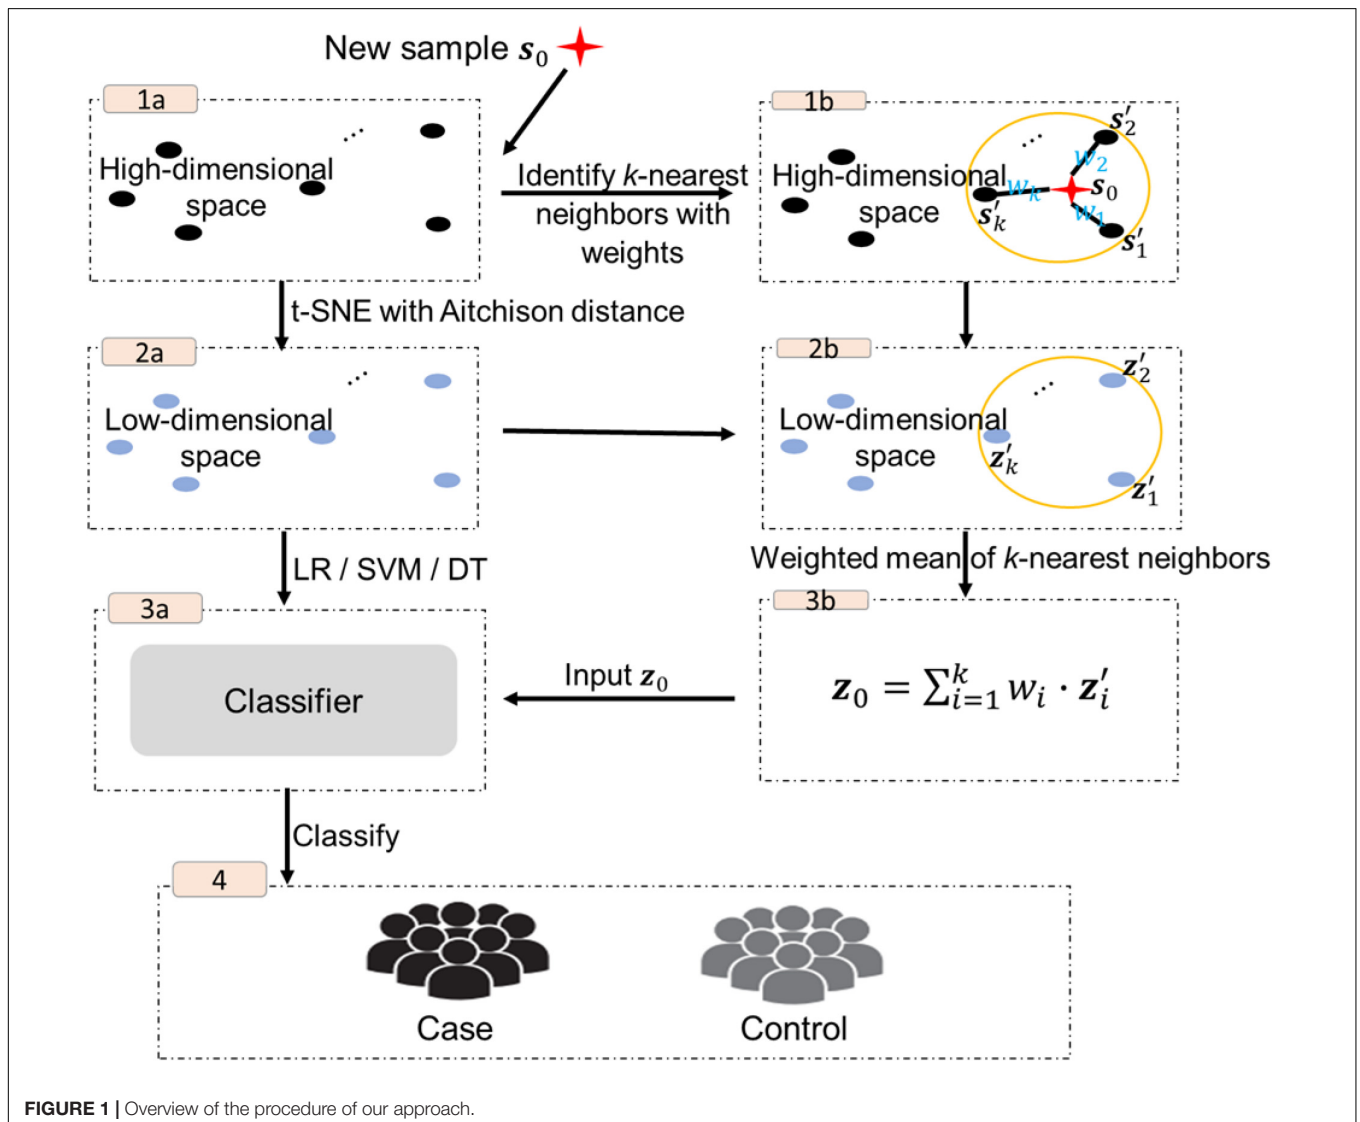 New sample s₀
1a
High-dimensional
space
...
Identify k-nearest
neighbors with
weights
1b
High-dimensional
space
...
s′₂
w₂
s₀
wₖ
s′ₖ
w₁
s′₁
t-SNE with Aitchison distance
2a
Low-dimensional
space
...
2b
Low-dimensional
space
...
z′₂
z′ₖ
z′₁
LR / SVM / DT
Weighted mean of k-nearest neighbors
3a
Classifier
Input z₀
3b
z₀ = ∑ᵏᵢ₌₁ wᵢ · z′ᵢ
Classify
4
Case
Control
FIGURE 1 | Overview of the procedure of our approach.